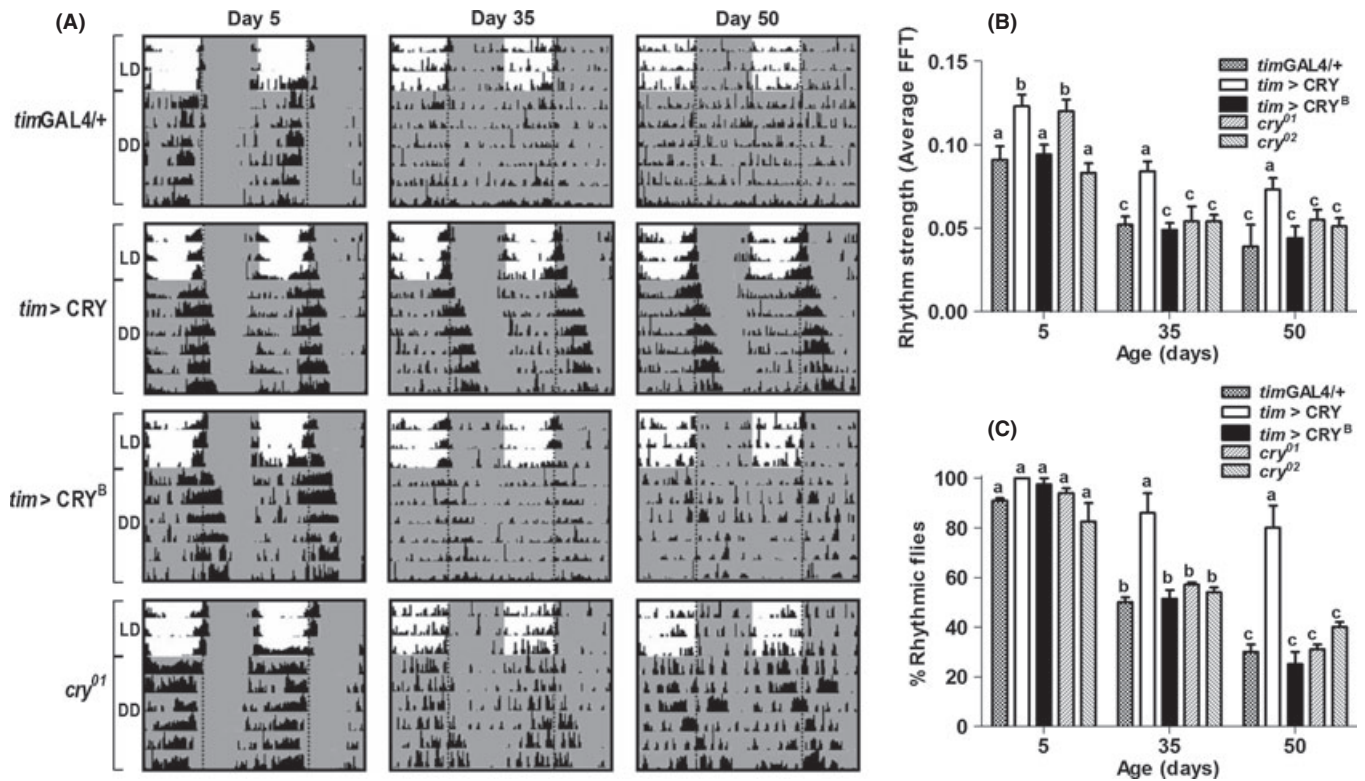 (A)
Day 5
Day 35
Day 50
timGAL4/+
LD
DD
tim > CRY
LD
DD
tim > CRY^B
LD
DD
cry^01
LD
DD
(B)
Rhythm strength (Average FFT)
0.15
0.10
0.05
0.00
timGAL4/+
tim > CRY
tim > CRY^B
cry^01
cry^02
a b a b a
c a c c c
c a c c c
5 35 50
Age (days)
(C)
% Rhythmic flies
100
80
60
40
20
0
timGAL4/+
tim > CRY
tim > CRY^B
cry^01
cry^02
a a a a a
b a b b b
c a c c c
5 35 50
Age (days)